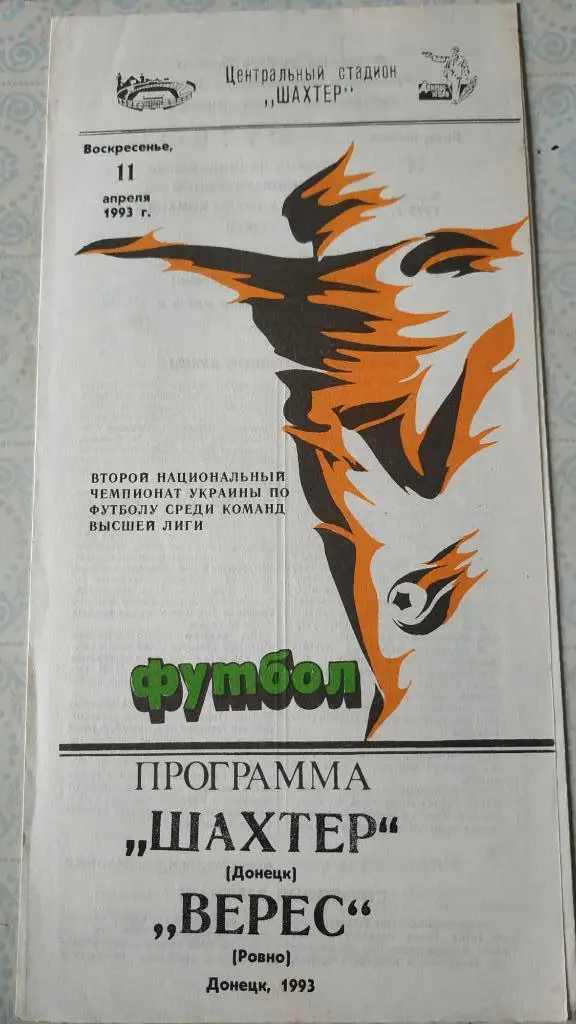 Центральный стадион
„ШАХТЕР"
Воскресенье,
11
апреля
1993 г.
ВТОРОЙ НАЦИОНАЛЬНЫЙ
ЧЕМПИОНАТ УКРАИНЫ ПО
ФУТБОЛУ СРЕДИ КОМАНД
ВЫСШЕЙ ЛИГИ
футбол
ПРОГРАММА
„ШАХТЕР"
(Донецк)
„ВЕРЕС"
(Ровно)
Донецк, 1993